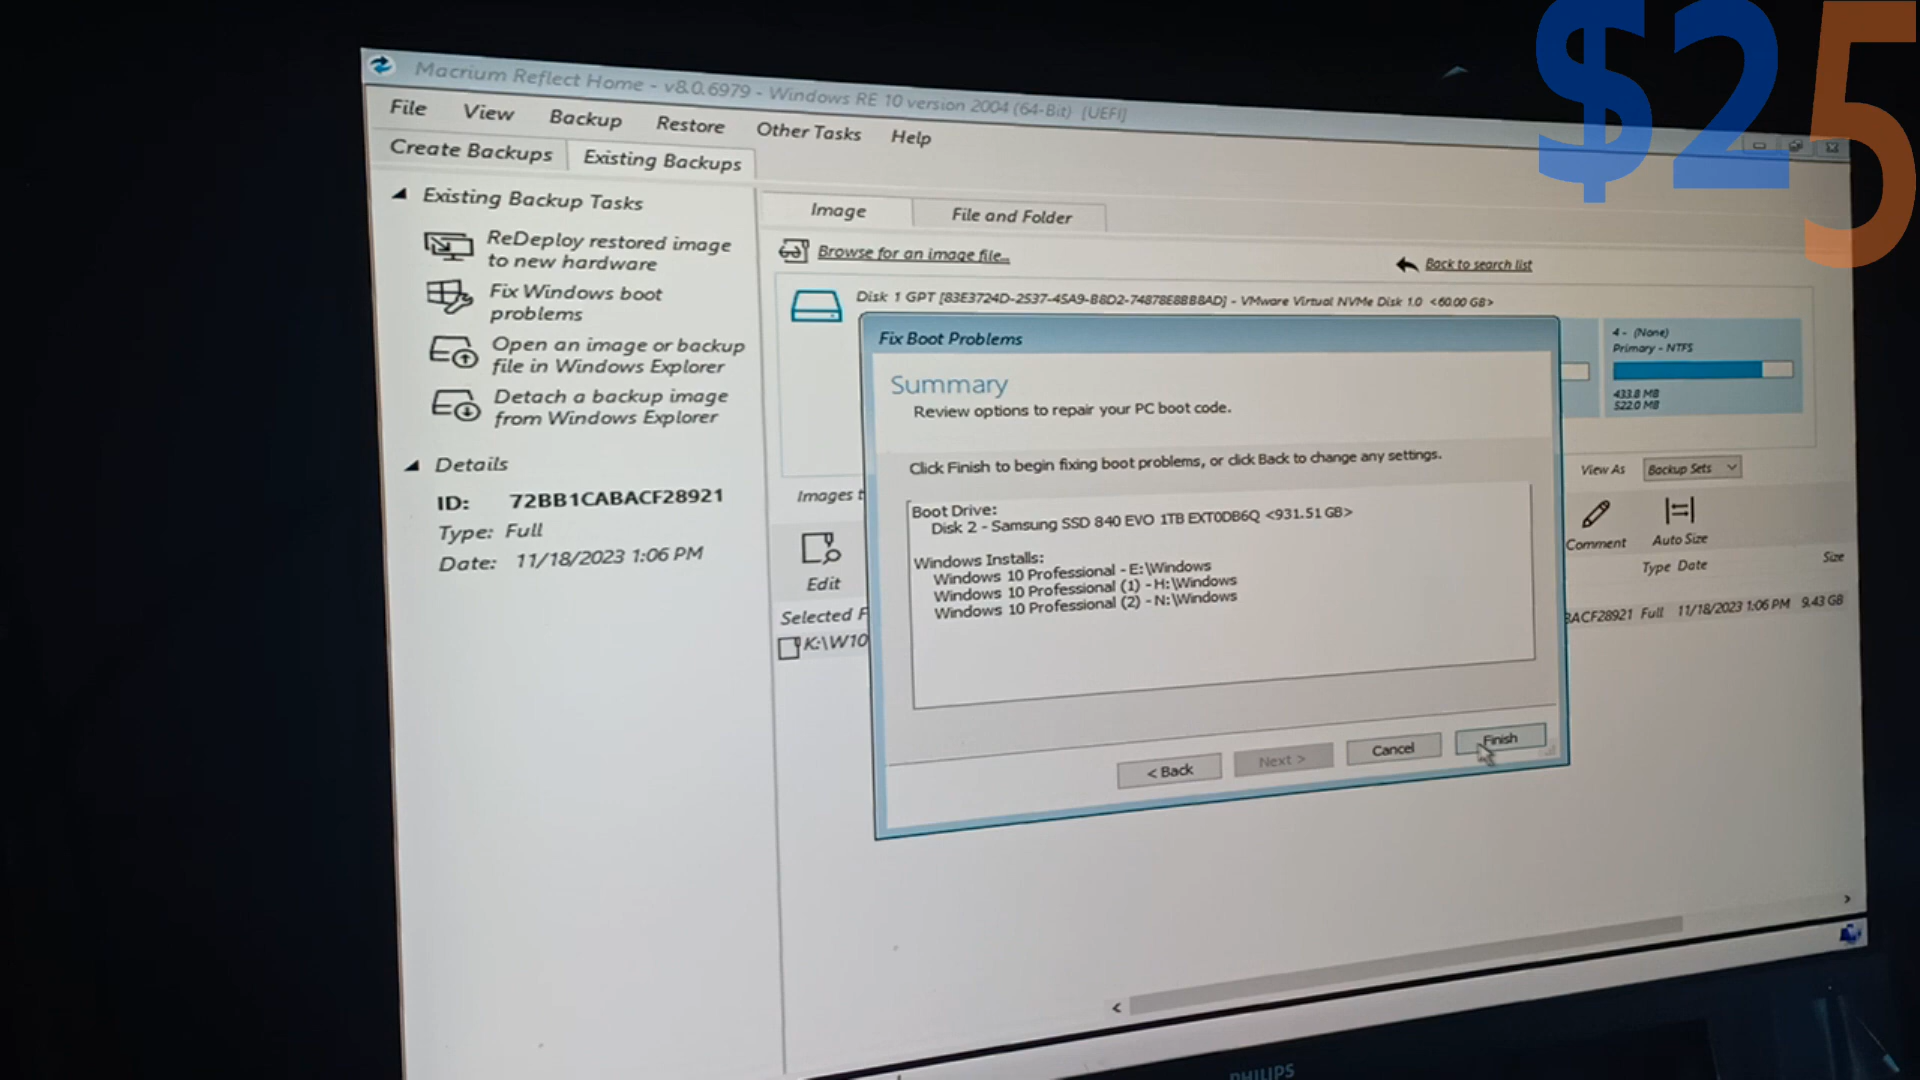 $25
Macrium Reflect Home - v8.0.6979 - Windows RE 10 version 2004 (64-Bit) [UEFI]
File View Backup Restore Other Tasks Help
Create Backups Existing Backups
Existing Backup Tasks
ReDeploy restored image
to new hardware
Fix Windows boot
problems
Open an image or backup
file in Windows Explorer
Detach a backup image
from Windows Explorer
Details
ID: 72BB1CABACF28921
Type: Full
Date: 11/18/2023 1:06 PM
Image File and Folder
Browse for an image file...
Back to search list
Disk 1 GPT [83E3724D-2537-45A9-B8D2-74878E8BB8AD] - VMware Virtual NVMe Disk 1.0 <60.00 GB>
4 - (None)
Primary - NTFS
433.8 MB
522.0 MB
View As Backup Sets
Images t
Edit
Comment Auto Size
Type Date Size
Selected F
K:\W10
BACF28921 Full 11/18/2023 1:06 PM 9.43 GB
Fix Boot Problems
Summary
Review options to repair your PC boot code.
Click Finish to begin fixing boot problems, or click Back to change any settings.
Boot Drive:
Disk 2 - Samsung SSD 840 EVO 1TB EXT0DB6Q <931.51 GB>
Windows Installs:
Windows 10 Professional - E:\Windows
Windows 10 Professional (1) - H:\Windows
Windows 10 Professional (2) - N:\Windows
< Back Next > Cancel Finish
PHILIPS